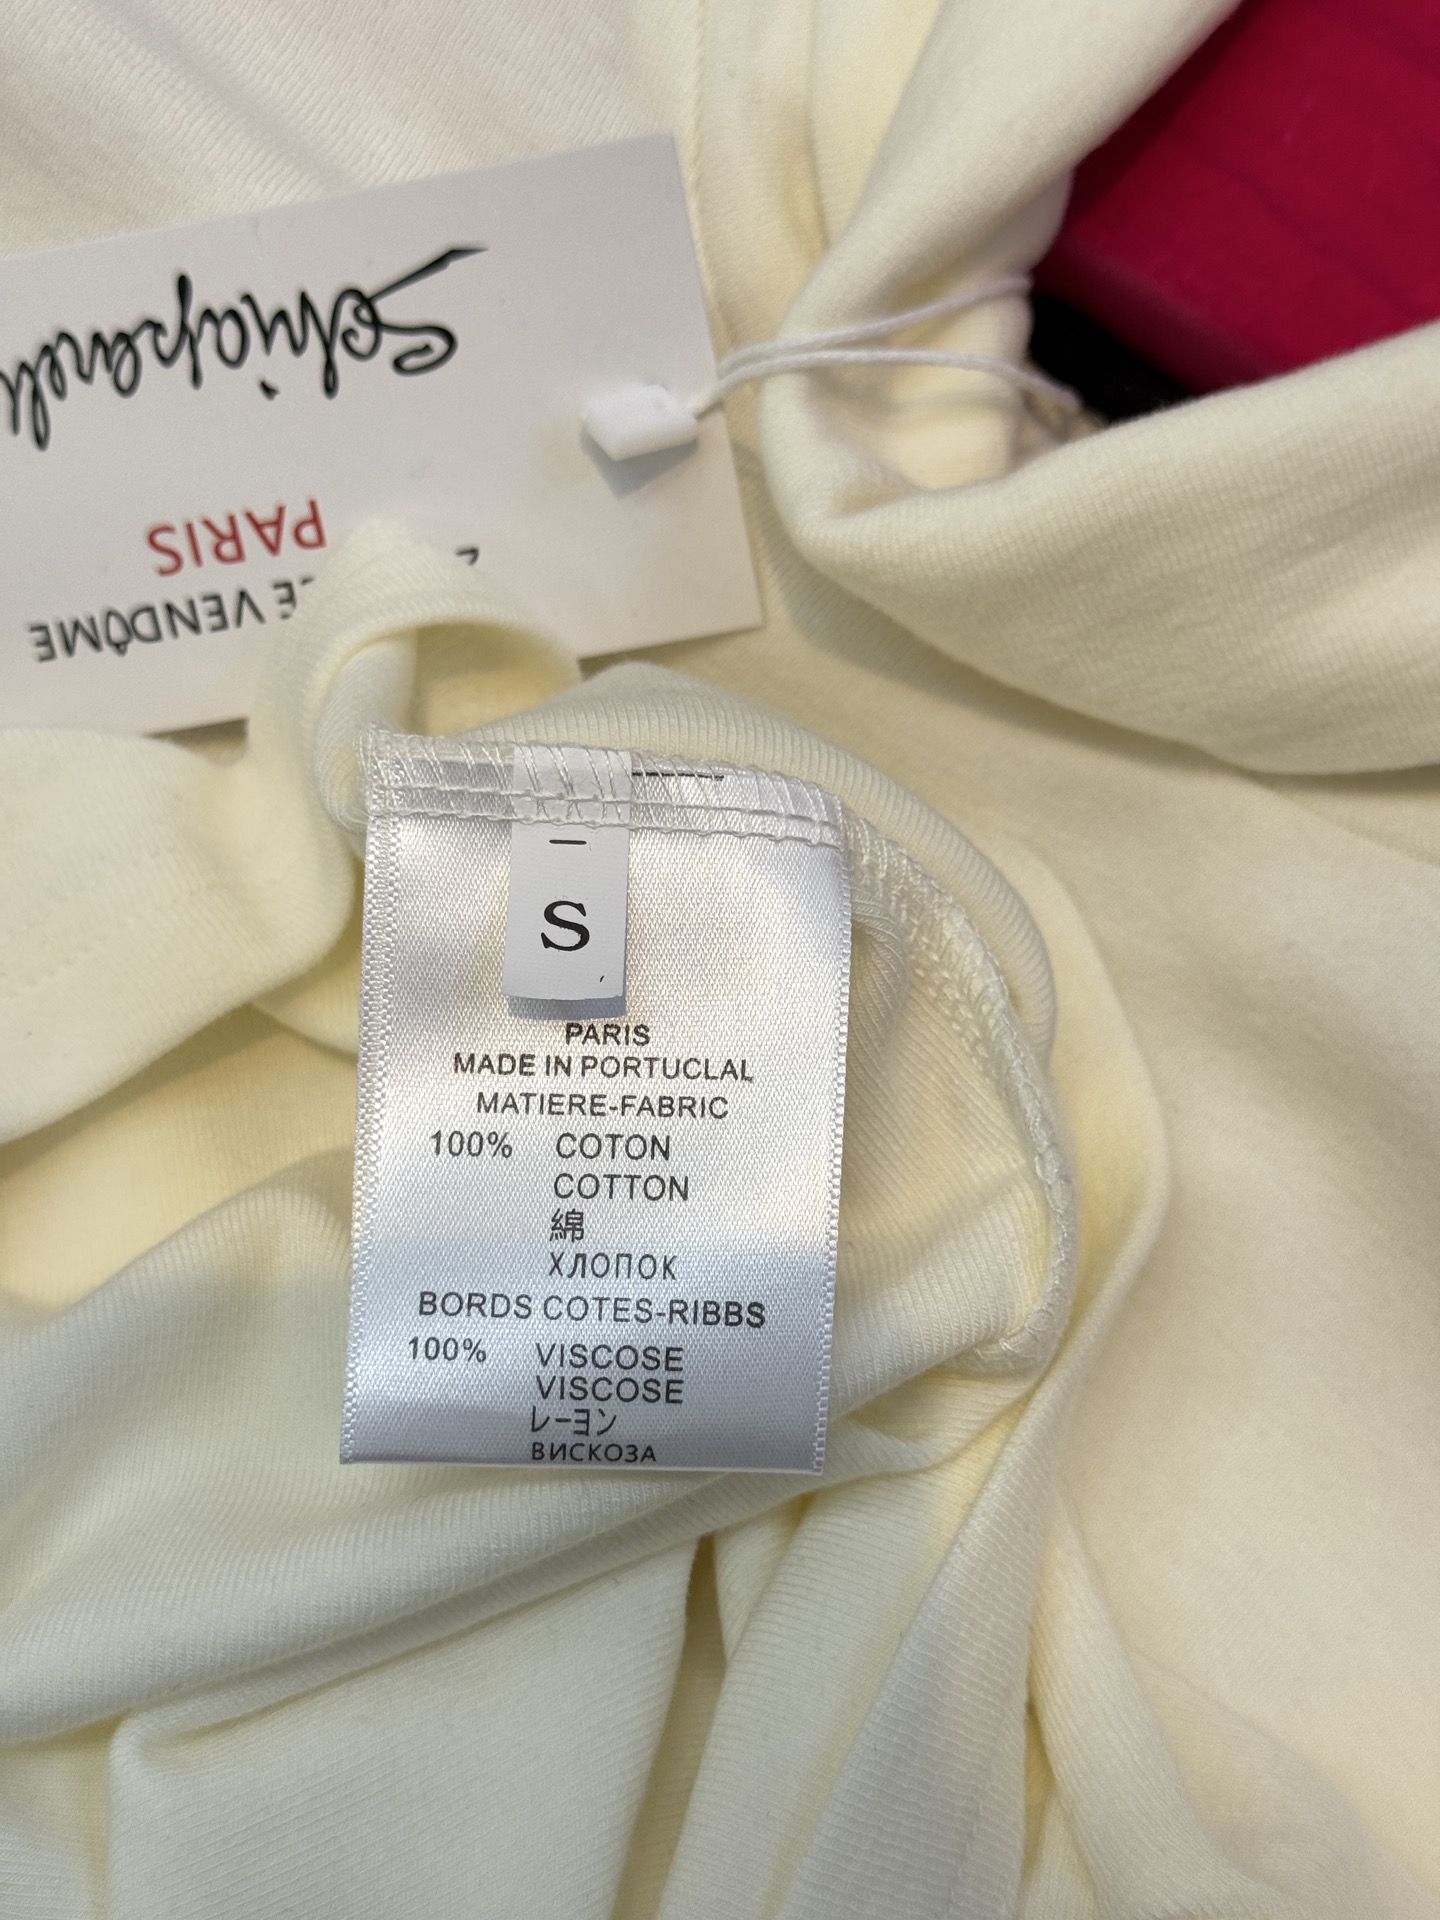 Schiaparelli
PARIS
VENDÔME
S
PARIS
MADE IN PORTUCLAL
MATIERE-FABRIC
100% COTON
COTTON
綿
ХЛОПОК
BORDS COTES-RIBBS
100% VISCOSE
VISCOSE
レーヨン
ВИСКОЗА